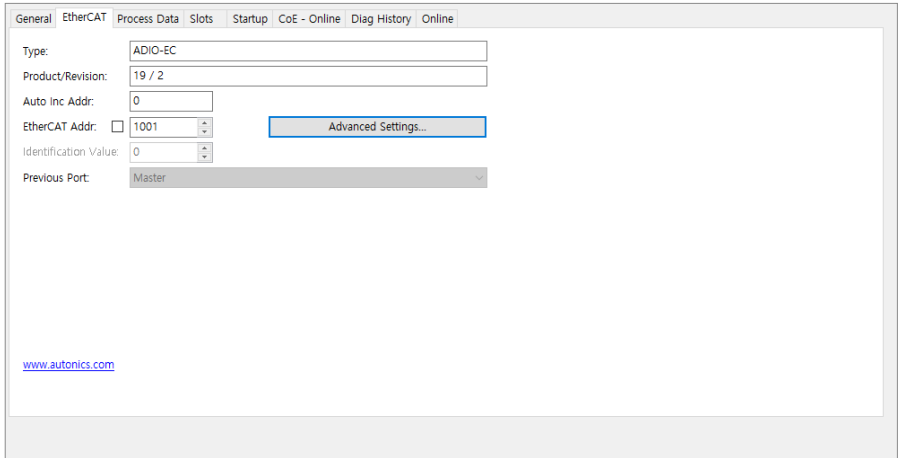 General EtherCAT Process Data Slots Startup CoE - Online Diag History Online
Type: ADIO-EC
Product/Revision: 19 / 2
Auto Inc Addr: 0
EtherCAT Addr: 1001 Advanced Settings...
Identification Value: 0
Previous Port: Master
www.autonics.com